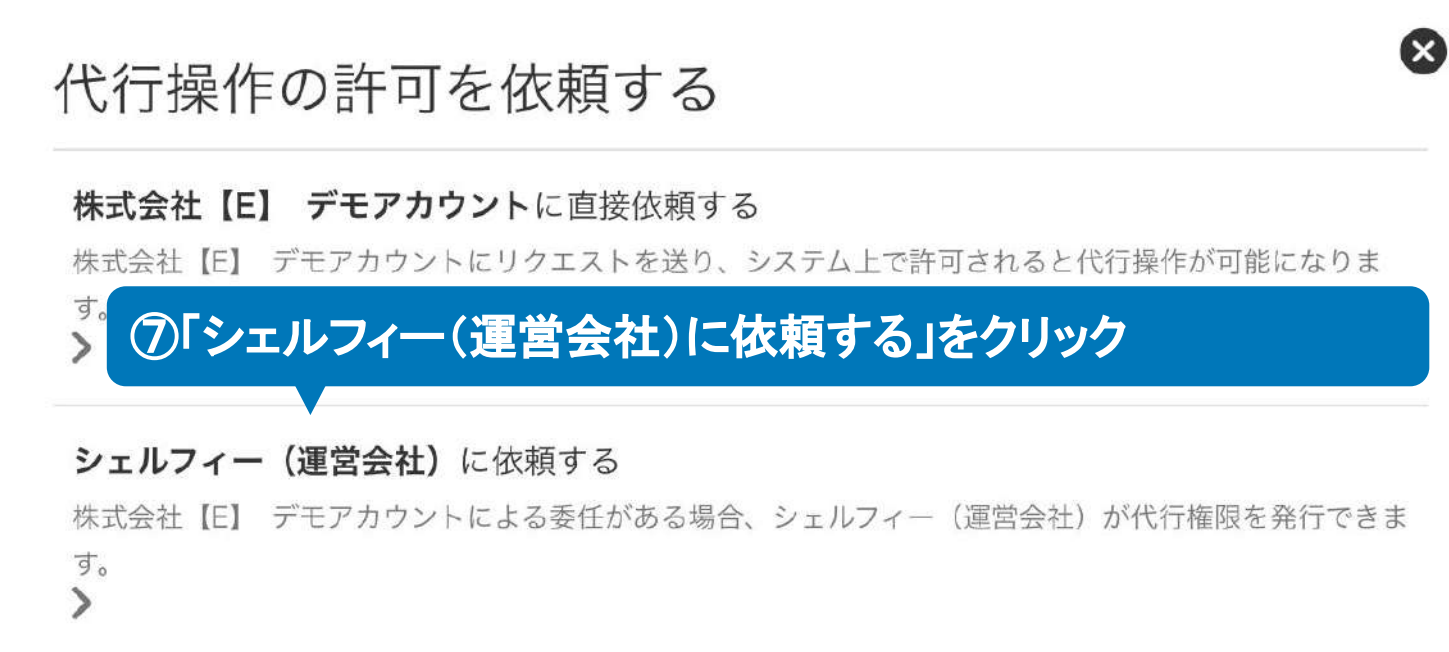 代行操作の許可を依頼する
株式会社【E】 デモアカウントに直接依頼する
株式会社【E】 デモアカウントにリクエストを送り、システム上で許可されると代行操作が可能になりま
す。
⑦「シェルフィー（運営会社）に依頼する」をクリック
シェルフィー（運営会社）に依頼する
株式会社【E】 デモアカウントによる委任がある場合、シェルフィー（運営会社）が代行権限を発行できま
す。